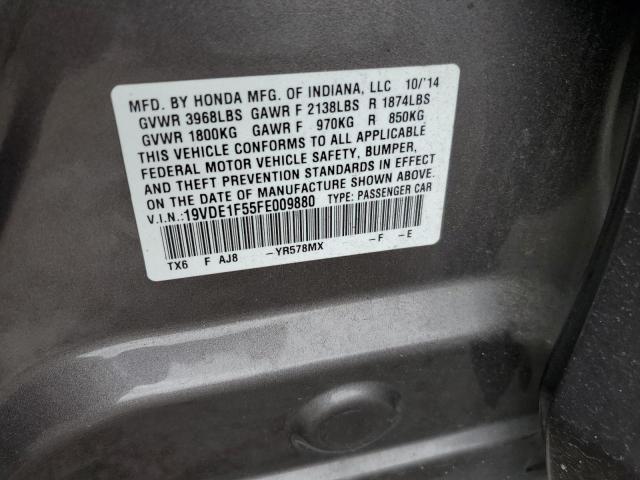 MFD. BY HONDA MFG. OF INDIANA, LLC 10/'14
GVWR 3968LBS GAWR F 2138LBS R 1874LBS
GVWR 1800KG GAWR F 970KG R 850KG
THIS VEHICLE CONFORMS TO ALL APPLICABLE
FEDERAL MOTOR VEHICLE SAFETY, BUMPER,
AND THEFT PREVENTION STANDARDS IN EFFECT
ON THE DATE OF MANUFACTURE SHOWN ABOVE.
V.I.N.:19VDE1F55FE009880 TYPE: PASSENGER CAR
TX6 F AJ8 -YR578MX -F -E